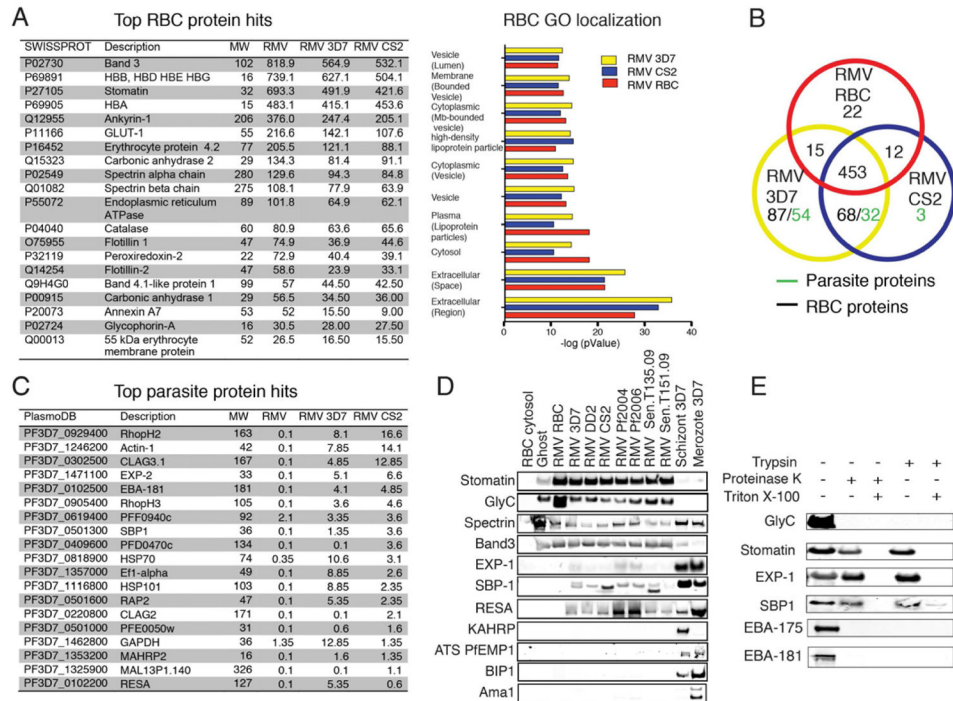 A
Top RBC protein hits
SWISSPROT Description MW RMV RMV 3D7 RMV CS2
P02730 Band 3 102 818.9 564.9 532.1
P69891 HBB, HBD HBE HBG 16 739.1 627.1 504.1
P27105 Stomatin 32 693.3 491.9 421.6
P69905 HBA 15 483.1 415.1 453.6
Q12955 Ankyrin-1 206 376.0 247.4 205.1
P11166 GLUT-1 55 216.6 142.1 107.6
P16452 Erythrocyte protein 4.2 77 205.5 121.1 88.1
Q15323 Carbonic anhydrase 2 29 134.3 81.4 91.1
P02549 Spectrin alpha chain 280 129.6 94.3 84.8
Q01082 Spectrin beta chain 275 108.1 77.9 63.9
P55072 Endoplasmic reticulum ATPase 89 101.8 64.9 62.1
P04040 Catalase 60 80.9 63.6 65.6
O75955 Flotillin 1 47 74.9 36.9 44.6
P32119 Peroxiredoxin-2 22 72.9 40.4 39.1
Q14254 Flotillin-2 47 58.6 23.9 33.1
Q9H4G0 Band 4.1-like protein 1 99 57 44.50 42.50
P00915 Carbonic anhydrase 1 29 56.5 34.50 36.00
P20073 Annexin A7 53 52 15.50 9.00
P02724 Glycophorin-A 16 30.5 28.00 27.50
Q00013 55 kDa erythrocyte membrane protein 52 26.5 16.50 15.50
RBC GO localization
Vesicle
(Lumen)
Membrane
(Bounded
Vesicle)
Cytoplasmic
(Mb-bounded
vesicle)
high-density
lipoprotein particle
Cytoplasmic
(Vesicle)
Vesicle
Plasma
(Lipoprotein
particles)
Cytosol
Extracellular
(Space)
Extracellular
(Region)
RMV 3D7
RMV CS2
RMV RBC
0 10 20 30 40
-log (pValue)
B
RMV
RBC
22
15
12
453
RMV
3D7
87/54
RMV
CS2
3
68/32
Parasite proteins
RBC proteins
C
Top parasite protein hits
PlasmoDB Description MW RMV RMV 3D7 RMV CS2
PF3D7_0929400 RhopH2 163 0.1 8.1 16.6
PF3D7_1246200 Actin-1 42 0.1 7.85 14.1
PF3D7_0302500 CLAG3.1 167 0.1 4.85 12.85
PF3D7_1471100 EXP-2 33 0.1 5.1 6.6
PF3D7_0102500 EBA-181 181 0.1 4.1 4.85
PF3D7_0905400 RhopH3 105 0.1 3.6 4.6
PF3D7_0619400 PFF0940c 92 2.1 3.35 3.6
PF3D7_0501300 SBP1 36 0.1 1.35 3.6
PF3D7_0409600 PFD0470c 134 0.1 0.1 3.6
PF3D7_0818900 HSP70 74 0.35 10.6 3.1
PF3D7_1357000 Ef1-alpha 49 0.1 8.85 2.6
PF3D7_1116800 HSP101 103 0.1 8.85 2.35
PF3D7_0501600 RAP2 47 0.1 5.35 2.35
PF3D7_0220800 CLAG2 171 0.1 0.1 2.1
PF3D7_0501000 PFE0050w 31 0.1 0.6 1.6
PF3D7_1462800 GAPDH 36 1.35 12.85 1.35
PF3D7_1353200 MAHRP2 16 0.1 1.6 1.35
PF3D7_1325900 MAL13P1.140 326 0.1 0.1 1.1
PF3D7_0102200 RESA 127 0.1 5.35 0.6
D
RBC cytosol
Ghost
RMV RBC
RMV 3D7
RMV DD2
RMV CS2
RMV Pf2004
RMV Pf2006
RMV Sen.T135.09
RMV Sen.T151.09
Schizont 3D7
Merozote 3D7
Stomatin
GlyC
Spectrin
Band3
EXP-1
SBP-1
RESA
KAHRP
ATS PfEMP1
BIP1
Ama1
E
Trypsin - - - + +
Proteinase K - + + - -
Triton X-100 - - + - +
GlyC
Stomatin
EXP-1
SBP1
EBA-175
EBA-181